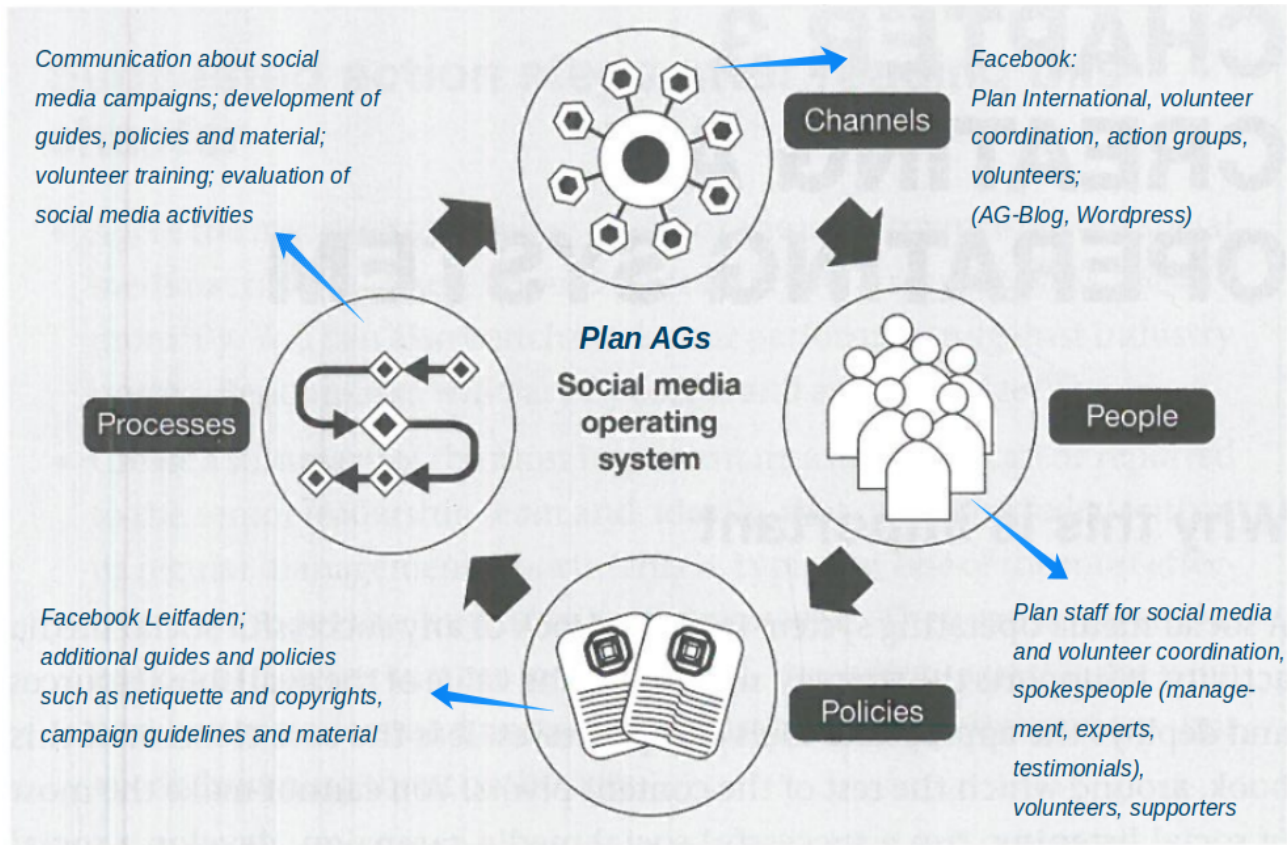 Communication about social
media campaigns; development of
guides, policies and material;
volunteer training; evaluation of
social media activities
Channels
Facebook:
Plan International, volunteer
coordination, action groups,
volunteers;
(AG-Blog, Wordpress)
Processes
Plan AGs
Social media
operating
system
People
Facebook Leitfaden;
additional guides and policies
such as netiquette and copyrights,
campaign guidelines and material
Policies
Plan staff for social media
and volunteer coordination,
spokespeople (manage-
ment, experts,
testimonials),
volunteers, supporters